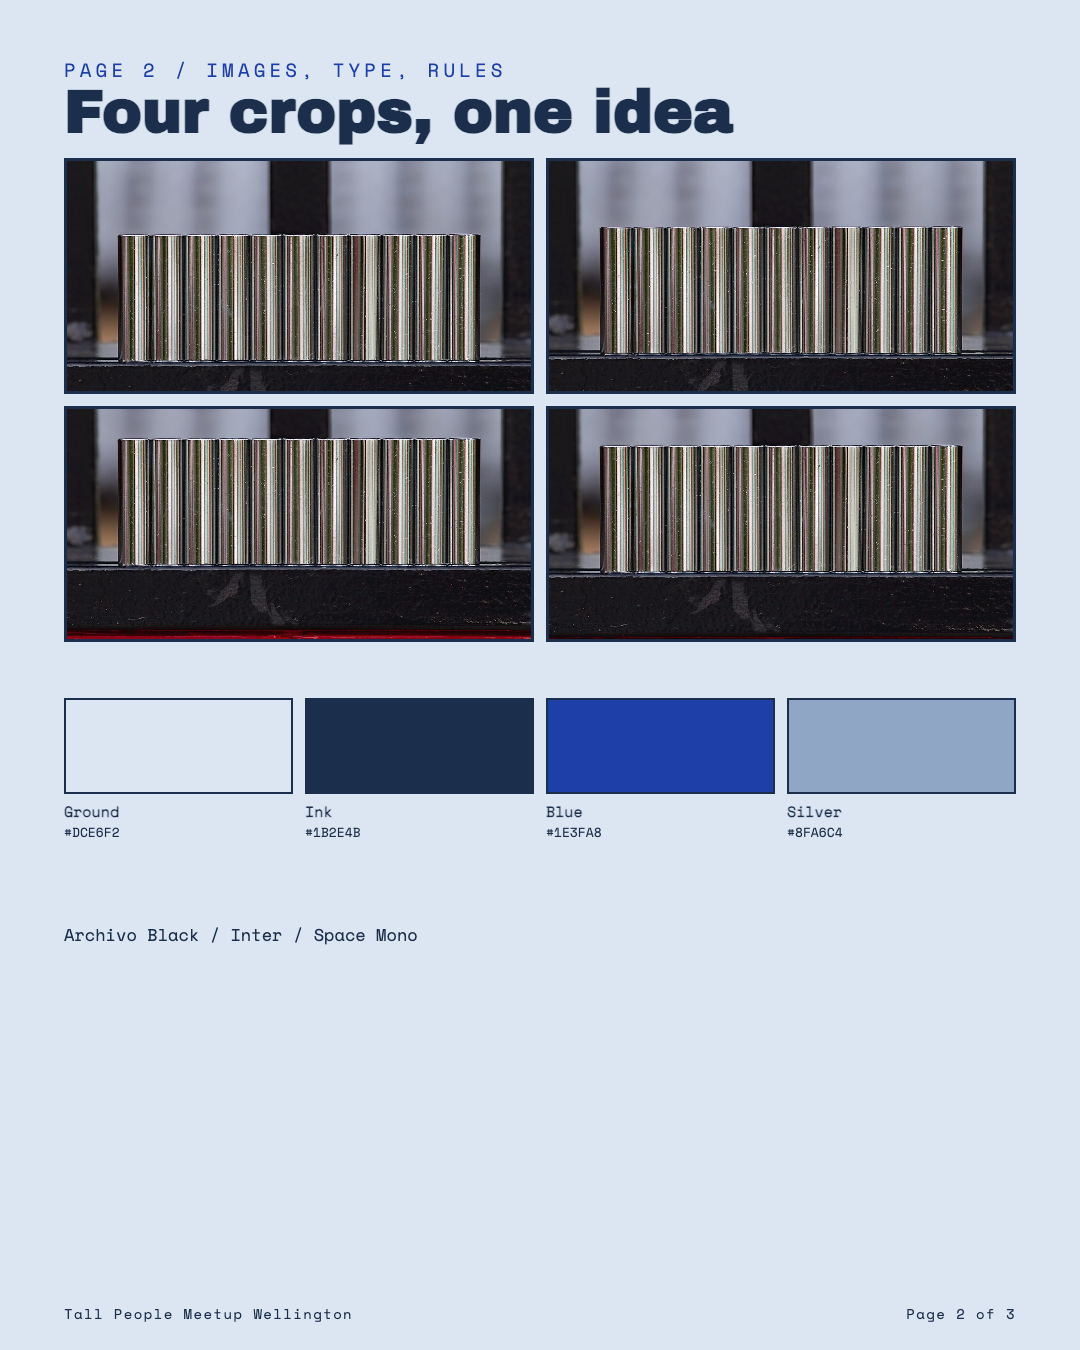 PAGE 2 / IMAGES, TYPE, RULES
Four crops, one idea
Ground
#DCE6F2
Ink
#1B2E4B
Blue
#1E3FA8
Silver
#8FA6C4
Archivo Black / Inter / Space Mono
Tall People Meetup Wellington
Page 2 of 3